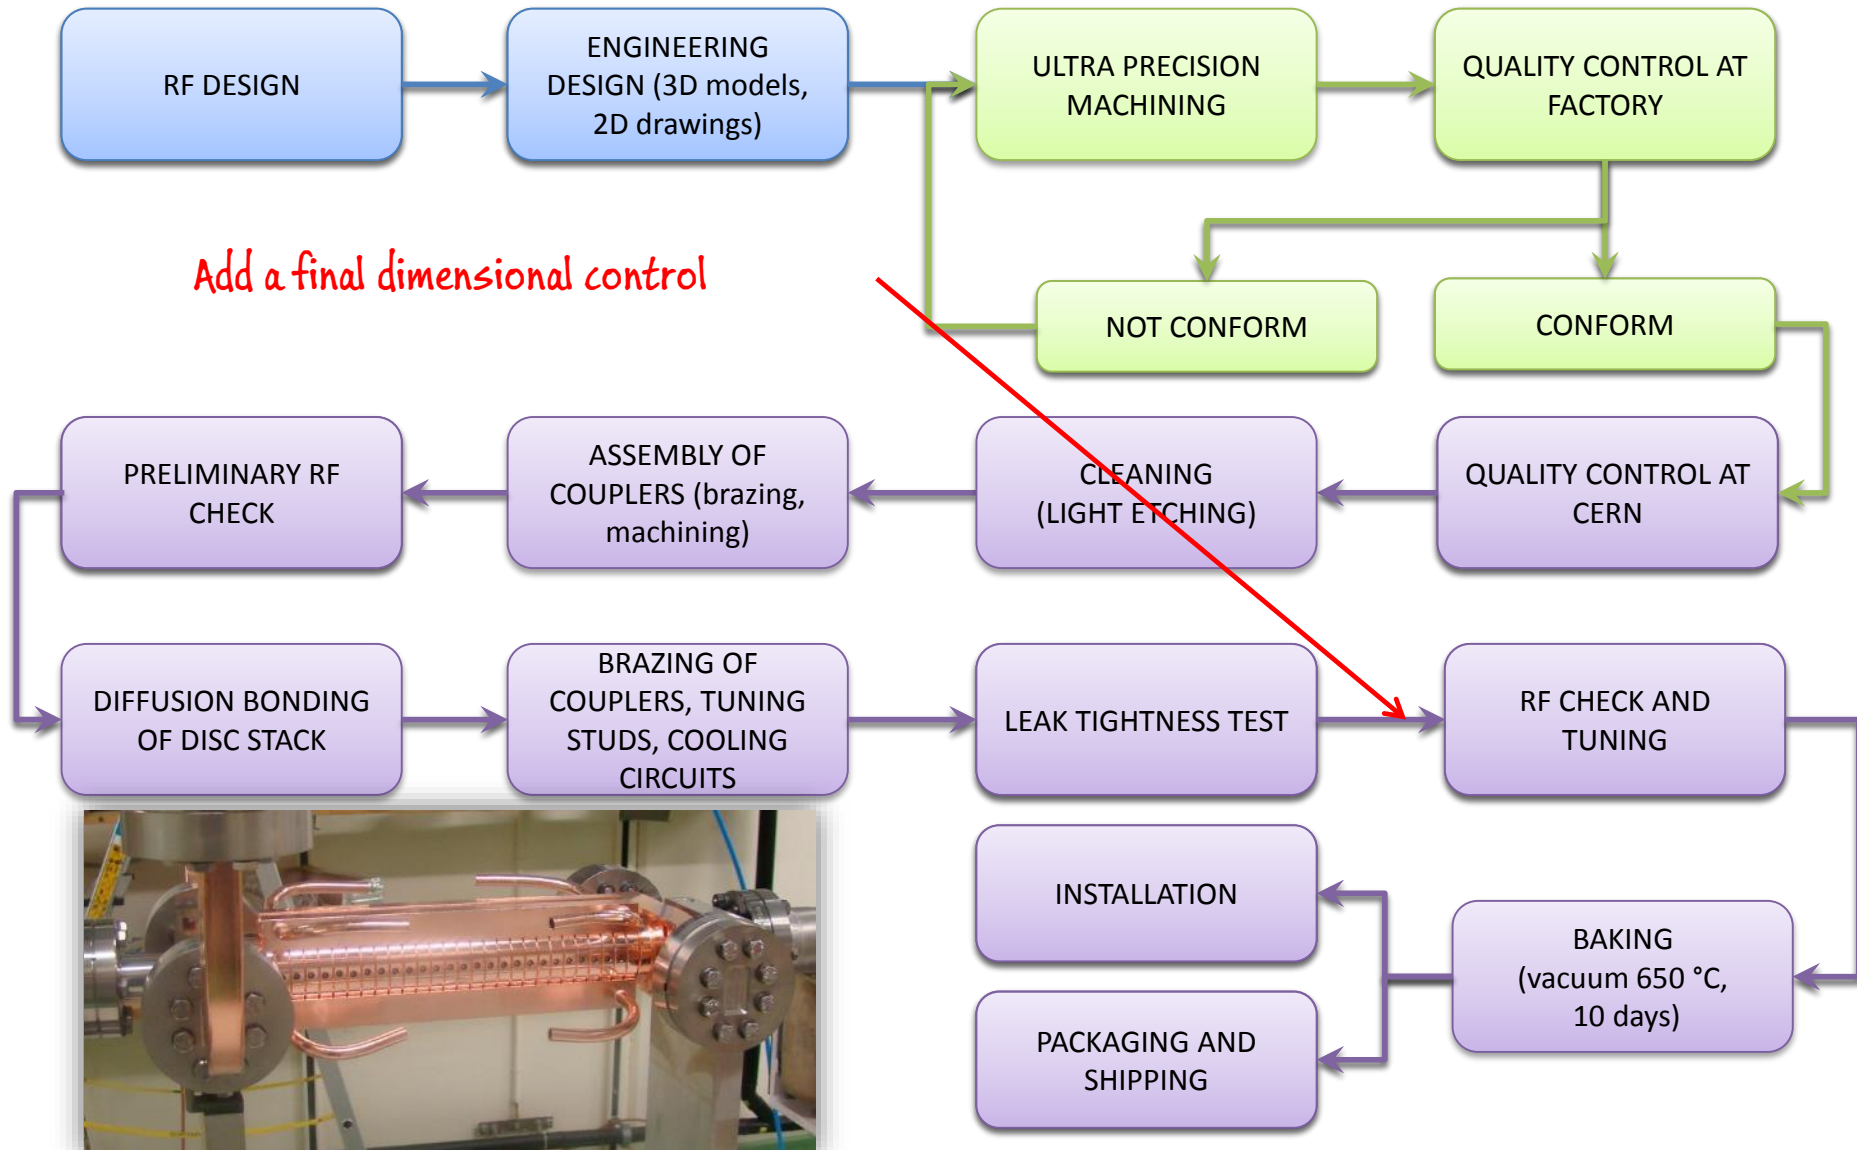 RF DESIGN
ENGINEERING
DESIGN (3D models,
2D drawings)
ULTRA PRECISION
MACHINING
QUALITY CONTROL AT
FACTORY
Add a final dimensional control
NOT CONFORM
CONFORM
PRELIMINARY RF
CHECK
ASSEMBLY OF
COUPLERS (brazing,
machining)
CLEANING
(LIGHT ETCHING)
QUALITY CONTROL AT
CERN
DIFFUSION BONDING
OF DISC STACK
BRAZING OF
COUPLERS, TUNING
STUDS, COOLING
CIRCUITS
LEAK TIGHTNESS TEST
RF CHECK AND
TUNING
INSTALLATION
BAKING
(vacuum 650 °C,
10 days)
PACKAGING AND
SHIPPING